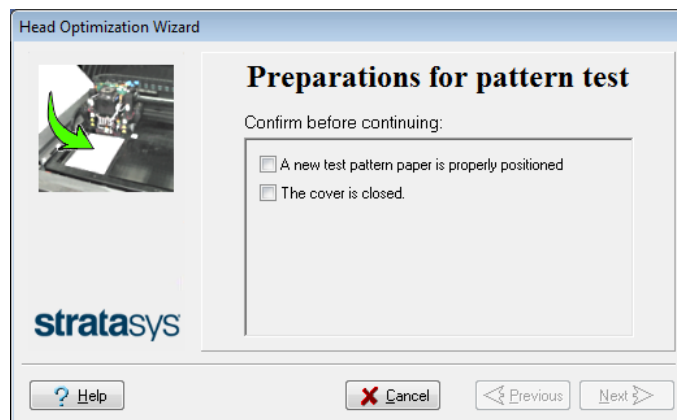 Head Optimization Wizard
Preparations for pattern test
Confirm before continuing:
A new test pattern paper is properly positioned
The cover is closed.
stratasys
? Help
Cancel
Previous
Next